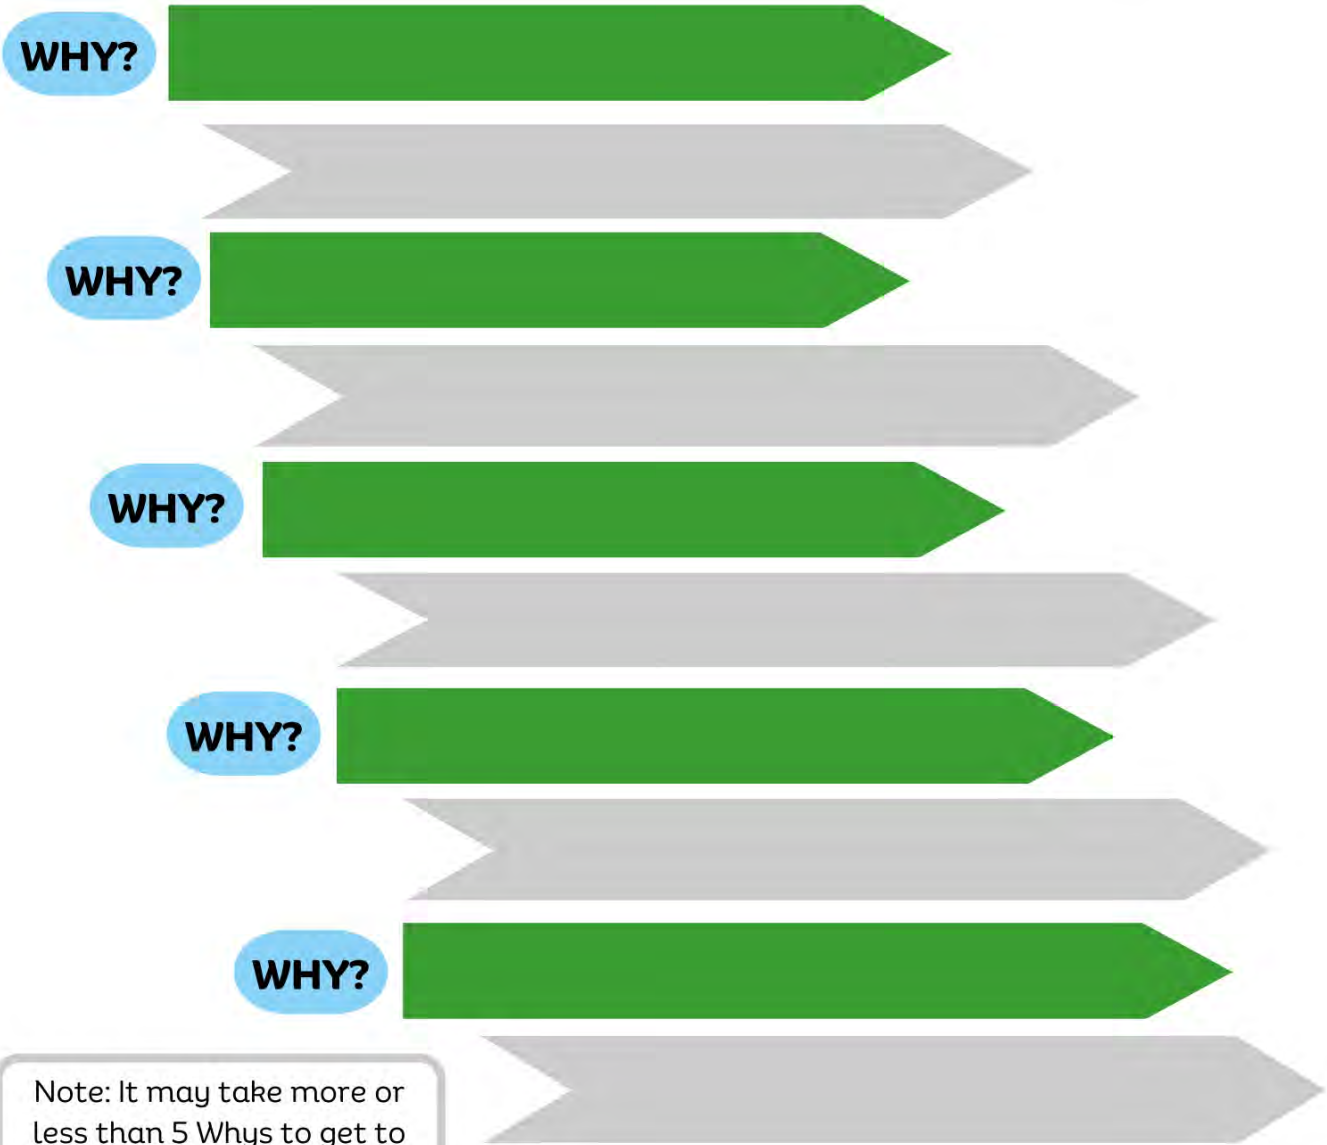 WHY?
WHY?
WHY?
WHY?
WHY?
Note: It may take more or
less than 5 Whys to get to